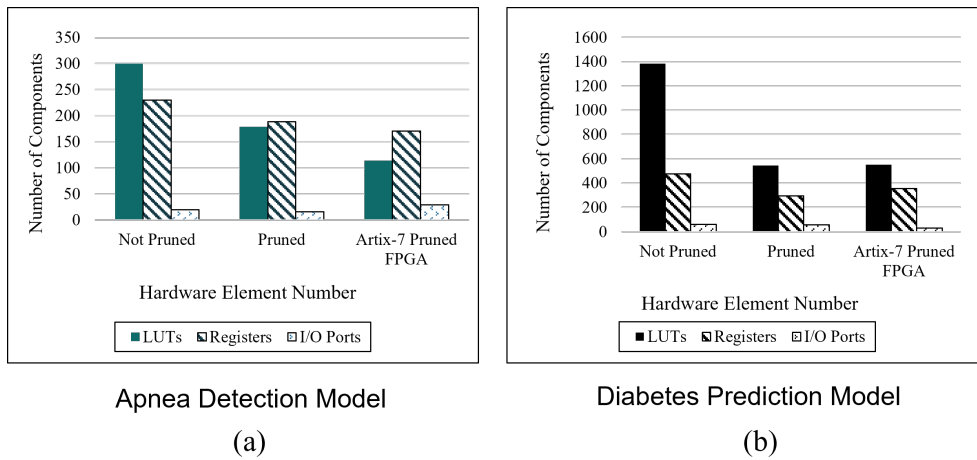 350
300
250
200
150
100
50
0
Number of Components
Not Pruned
Pruned
Artix-7 Pruned
FPGA
Hardware Element Number
LUTs
Registers
I/O Ports
Apnea Detection Model
(a)
1600
1400
1200
1000
800
600
400
200
0
Number of Components
Not Pruned
Pruned
Artix-7 Pruned
FPGA
Hardware Element Number
LUTs
Registers
I/O Ports
Diabetes Prediction Model
(b)